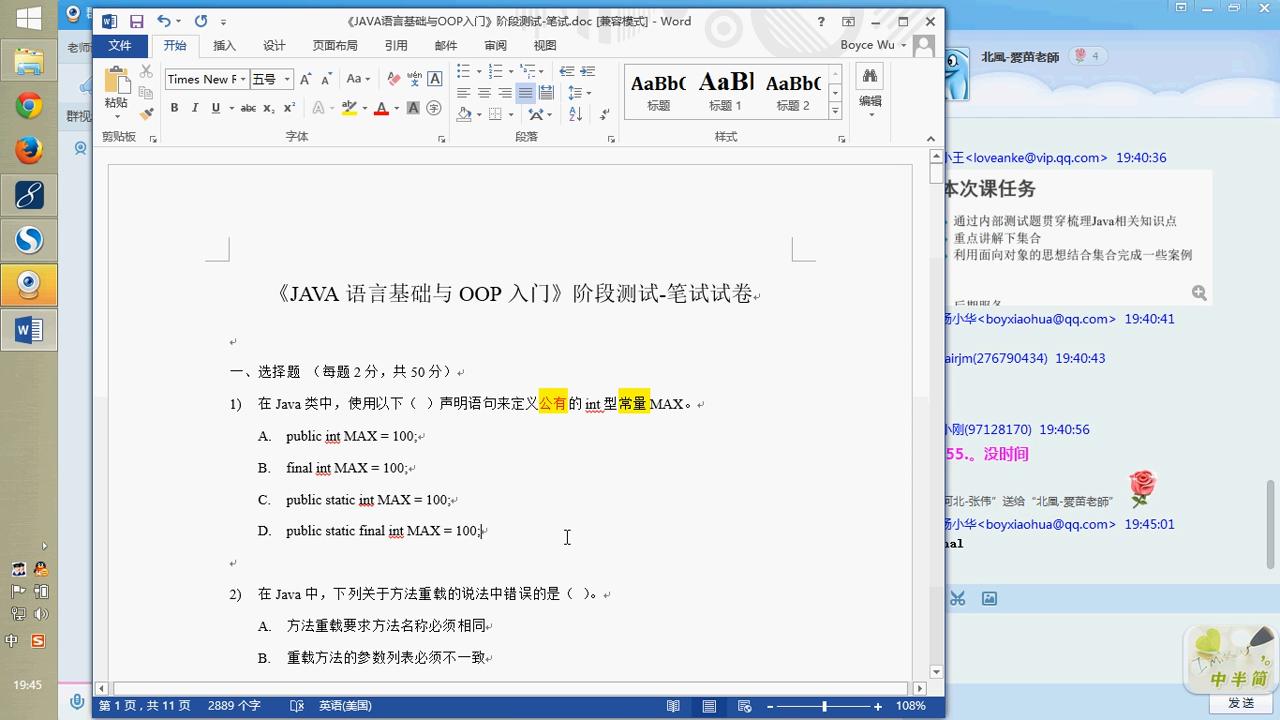 《JAVA语言基础与OOP入门》阶段测试-笔试.doc [兼容模式] - Word
文件 开始 插入 设计 页面布局 引用 邮件 审阅 视图
Boyce Wu
粘贴
Times New R 五号
AaBbC AaBl AaBbC
标题 标题 1 标题 2
编辑
剪贴板 字体 段落 样式
《JAVA 语言基础与 OOP 入门》阶段测试-笔试试卷
一、选择题 （每题 2 分，共 50 分）
1) 在 Java 类中，使用以下（ ）声明语句来定义公有的 int 型常量 MAX。
A. public int MAX = 100;
B. final int MAX = 100;
C. public static int MAX = 100;
D. public static final int MAX = 100;
2) 在 Java 中，下列关于方法重载的说法中错误的是（ ）。
A. 方法重载要求方法名称必须相同
B. 重载方法的参数列表必须不一致
第 1 页，共 11 页 2889 个字 英语(美国) 108%
老师
群视
北風-愛苗老師 4
小王<loveanke@vip.qq.com> 19:40:36
本次课任务
通过内部测试题贯穿梳理Java相关知识点
重点讲解下集合
利用面向对象的思想结合集合完成一些案例
杨小华<boyxiaohua@qq.com> 19:40:41
airjm(276790434) 19:40:43
小刚(97128170) 19:40:56
55.。没时间
河北-张伟”送给“北風-愛苗老師”
杨小华<boyxiaohua@qq.com> 19:45:01
nal
中半简
发送
中
19:45